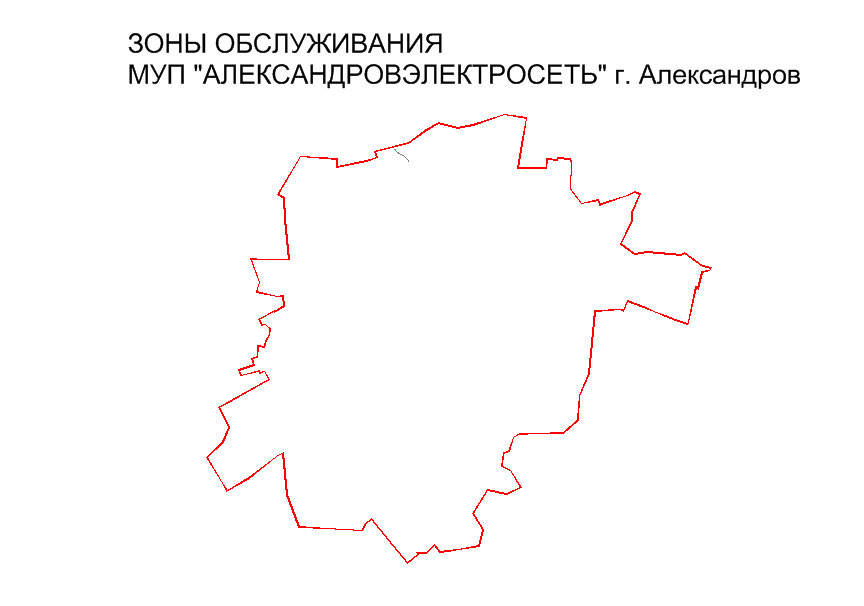 ЗОНЫ ОБСЛУЖИВАНИЯ
МУП "АЛЕКСАНДРОВЭЛЕКТРОСЕТЬ" г. Александров